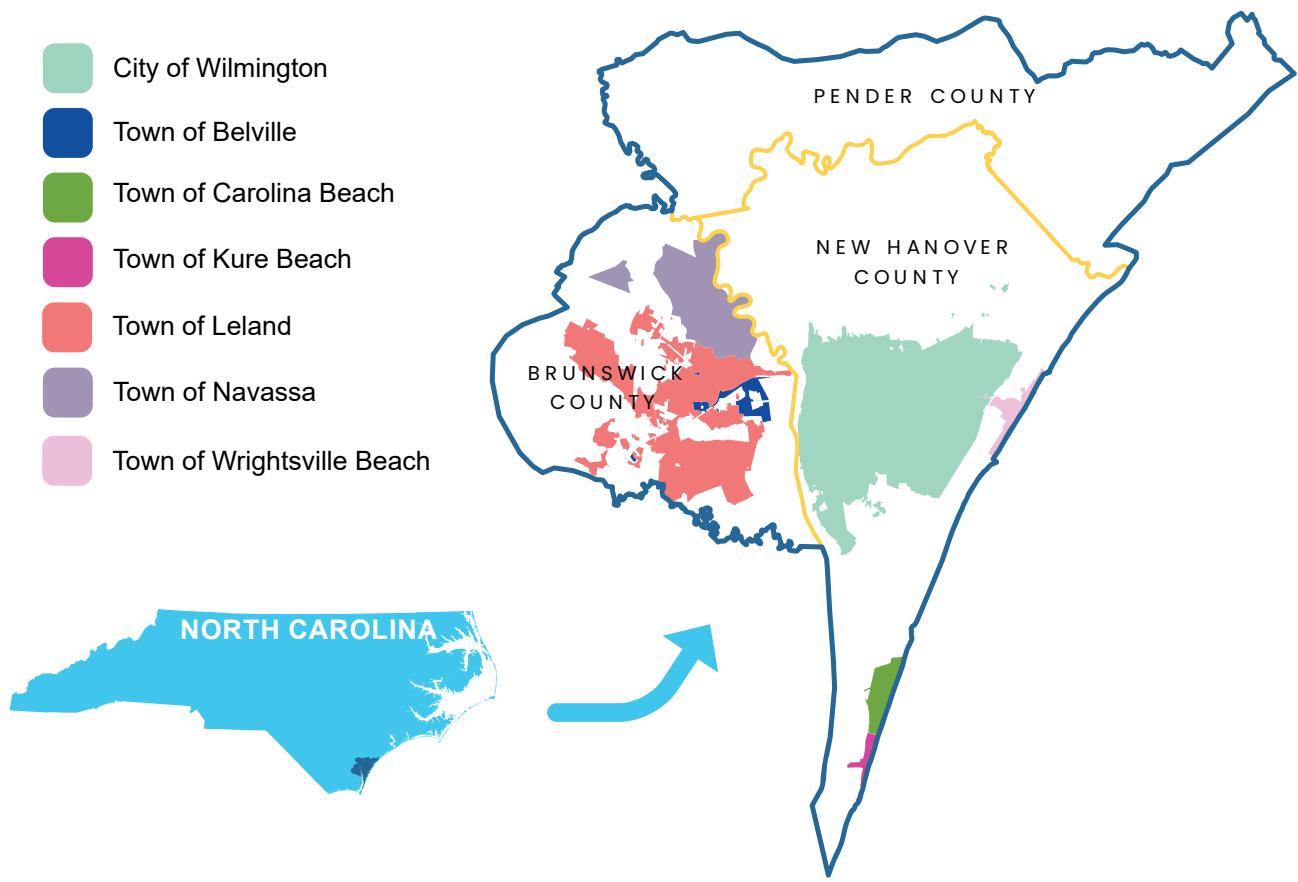 City of Wilmington
Town of Belville
Town of Carolina Beach
Town of Kure Beach
Town of Leland
Town of Navassa
Town of Wrightsville Beach
PENDER COUNTY
NEW HANOVER
COUNTY
BRUNSWICK
COUNTY
NORTH CAROLINA